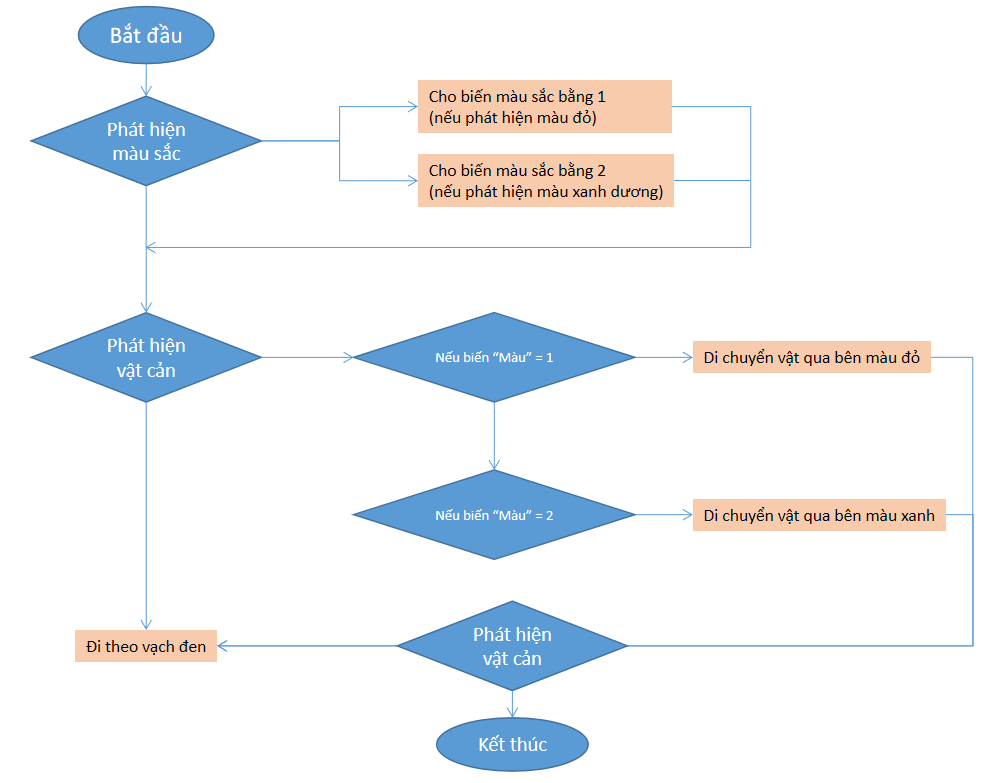 Bắt đầu
Phát hiện
màu sắc
Cho biến màu sắc bằng 1
(nếu phát hiện màu đỏ)
Cho biến màu sắc bằng 2
(nếu phát hiện màu xanh dương)
Phát hiện
vật cản
Nếu biến “Màu” = 1
Di chuyển vật qua bên màu đỏ
Nếu biến “Màu” = 2
Di chuyển vật qua bên màu xanh
Đi theo vạch đen
Phát hiện
vật cản
Kết thúc